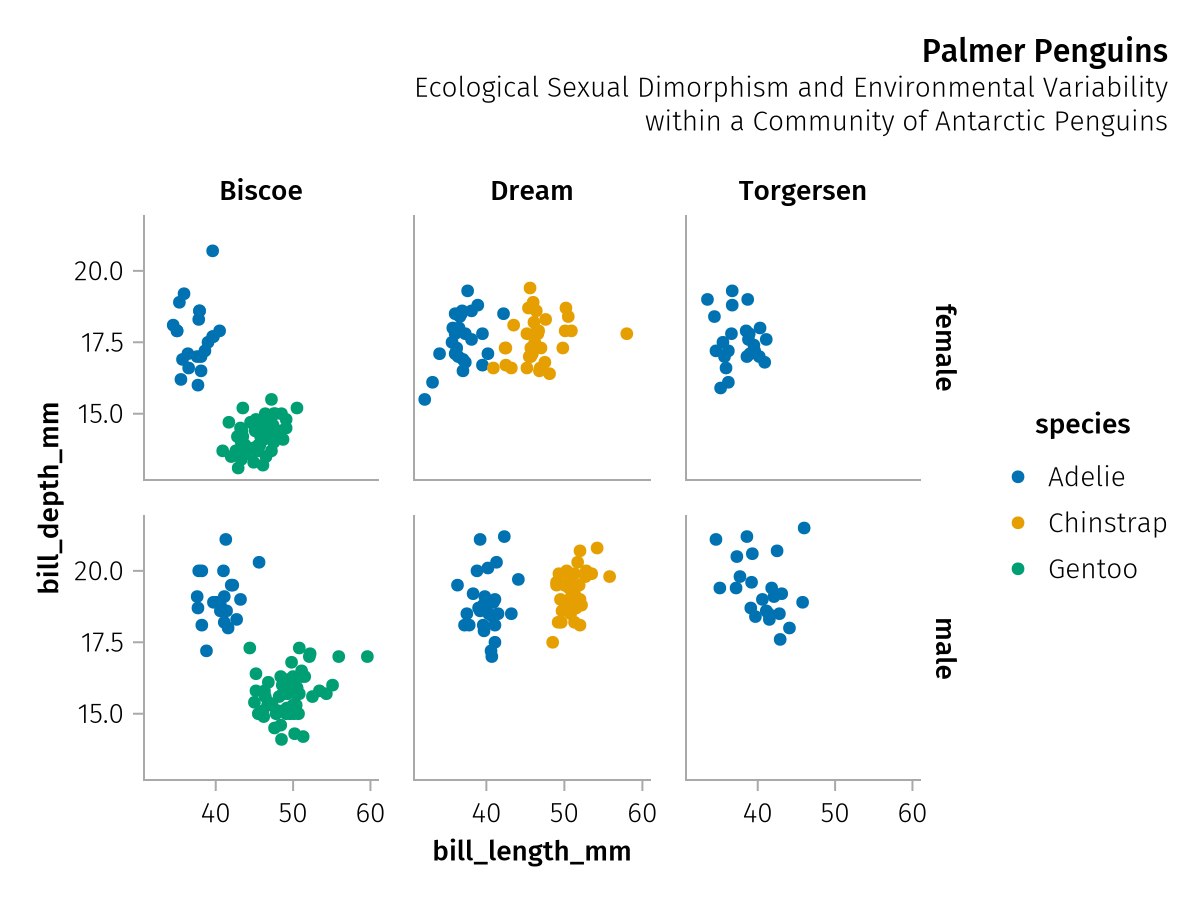 Palmer Penguins
Ecological Sexual Dimorphism and Environmental Variability
within a Community of Antarctic Penguins
Biscoe
Dream
Torgersen
20.0
17.5
15.0
female
bill_depth_mm
species
Adelie
Chinstrap
Gentoo
20.0
17.5
15.0
male
40
50
60
40
50
60
40
50
60
bill_length_mm